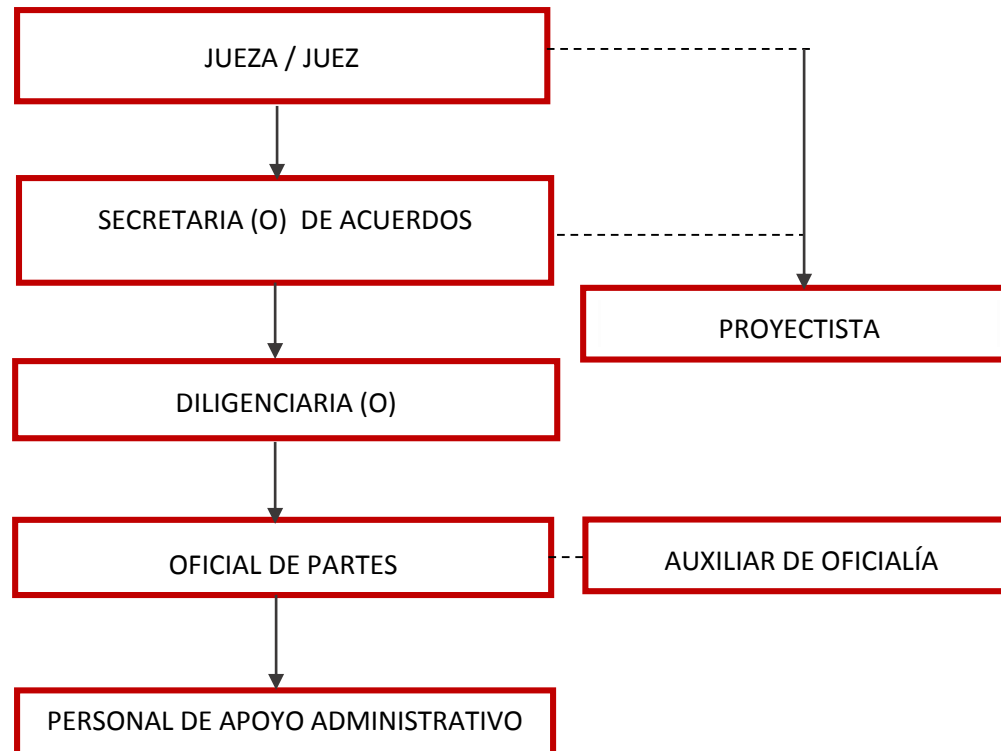 JUEZA / JUEZ
SECRETARIA (O) DE ACUERDOS
PROYECTISTA
DILIGENCIARIA (O)
OFICIAL DE PARTES
AUXILIAR DE OFICIALÍA
PERSONAL DE APOYO ADMINISTRATIVO